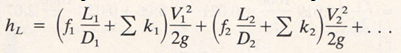 h_L = (f_1 L_1/D_1 + ∑ k_1) V_1^2/2g + (f_2 L_2/D_2 + ∑ k_2) V_2^2/2g + . . .